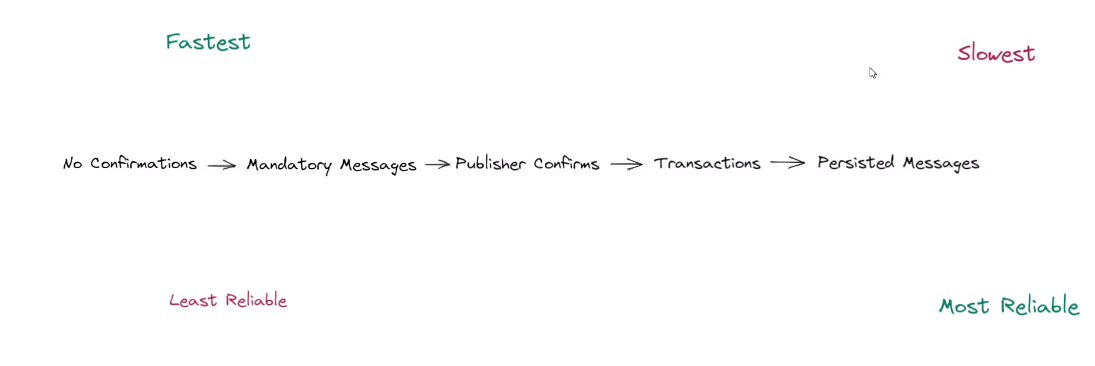 Fastest
Slowest
No Confirmations → Mandatory Messages → Publisher Confirms → Transactions → Persisted Messages
Least Reliable
Most Reliable